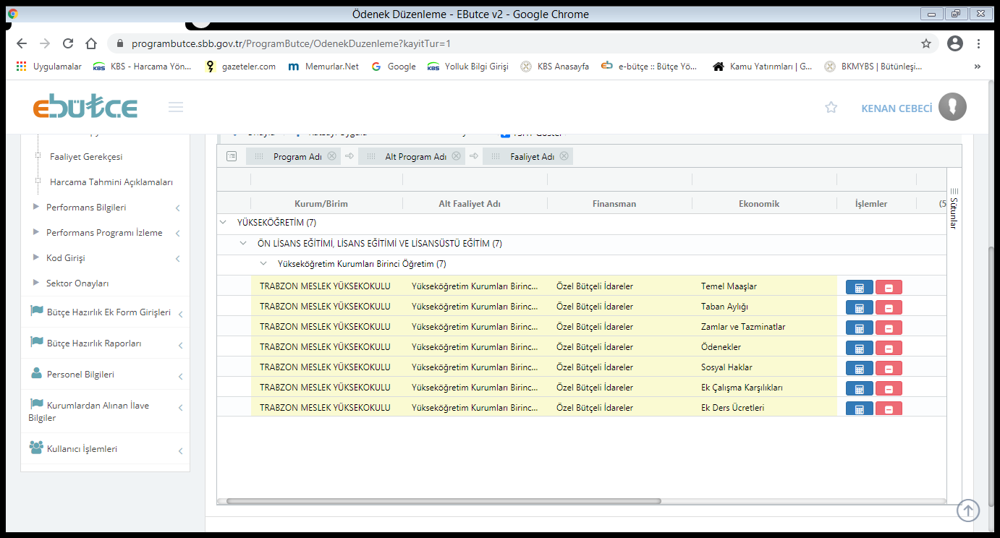 Ödenek Düzenleme - EButce v2 - Google Chrome
programbutce.sbb.gov.tr/ProgramButce/OdenekDuzenleme?kayitTur=1
Uygulamalar KBS - Harcama Yön... gazeteler.com Memurlar.Net Google Yolluk Bilgi Girişi KBS Anasayfa e-bütçe :: Bütçe Yö... Kamu Yatırımları | G... BKMYBS | Bütünleşi... »
eBÜTCE
KENAN CEBECİ
Faaliyet Gerekçesi
Harcama Tahmini Açıklamaları
Performans Bilgileri
Performans Programı İzleme
Kod Girişi
Sektor Onayları
Bütçe Hazırlık Ek Form Girişleri
Bütçe Hazırlık Raporları
Personel Bilgileri
Kurumlardan Alınan İlave
Bilgiler
Kullanıcı İşlemleri
Program Adı Alt Program Adı Faaliyet Adı
Kurum/Birim Alt Faaliyet Adı Finansman Ekonomik İşlemler (5
Sütunlar
YÜKSEKÖĞRETİM (7)
ÖN LİSANS EĞİTİMİ, LİSANS EĞİTİMİ VE LİSANSÜSTÜ EĞİTİM (7)
Yükseköğretim Kurumları Birinci Öğretim (7)
TRABZON MESLEK YÜKSEKOKULU Yükseköğretim Kurumları Birinc... Özel Bütçeli İdareler Temel Maaşlar
TRABZON MESLEK YÜKSEKOKULU Yükseköğretim Kurumları Birinc... Özel Bütçeli İdareler Taban Aylığı
TRABZON MESLEK YÜKSEKOKULU Yükseköğretim Kurumları Birinc... Özel Bütçeli İdareler Zamlar ve Tazminatlar
TRABZON MESLEK YÜKSEKOKULU Yükseköğretim Kurumları Birinc... Özel Bütçeli İdareler Ödenekler
TRABZON MESLEK YÜKSEKOKULU Yükseköğretim Kurumları Birinc... Özel Bütçeli İdareler Sosyal Haklar
TRABZON MESLEK YÜKSEKOKULU Yükseköğretim Kurumları Birinc... Özel Bütçeli İdareler Ek Çalışma Karşılıkları
TRABZON MESLEK YÜKSEKOKULU Yükseköğretim Kurumları Birinc... Özel Bütçeli İdareler Ek Ders Ücretleri